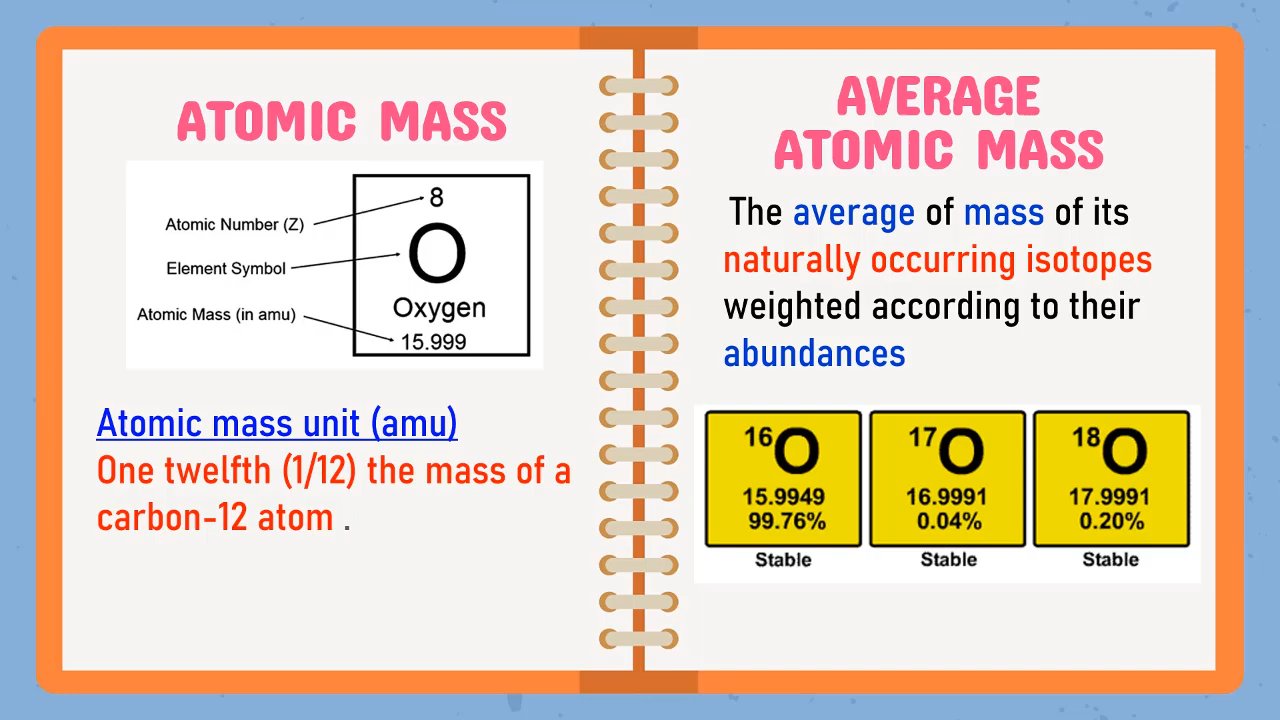 ATOMIC MASS
8
Atomic Number (Z)
O
Element Symbol
Oxygen
Atomic Mass (in amu)
15.999
Atomic mass unit (amu)
One twelfth (1/12) the mass of a
carbon-12 atom .
AVERAGE
ATOMIC MASS
The average of mass of its
naturally occurring isotopes
weighted according to their
abundances
16O
15.9949
99.76%
Stable
17O
16.9991
0.04%
Stable
18O
17.9991
0.20%
Stable